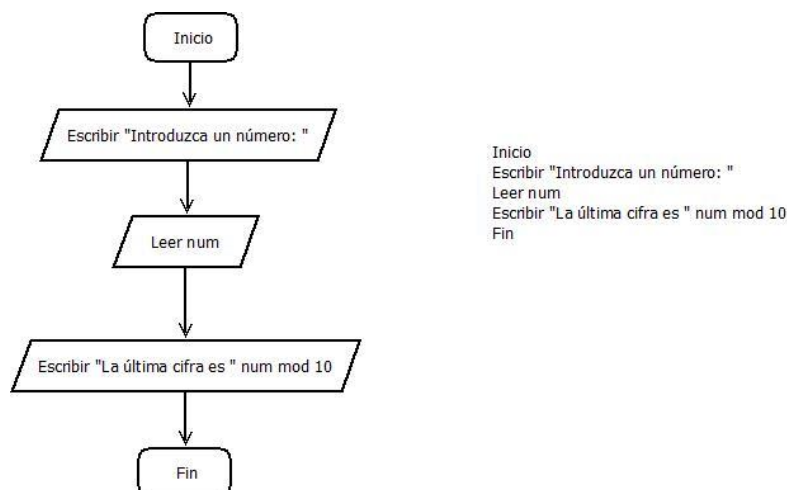 Inicio
Escribir "Introduzca un número: "
Leer num
Escribir "La última cifra es " num mod 10
Fin
Inicio
Escribir "Introduzca un número: "
Leer num
Escribir "La última cifra es " num mod 10
Fin